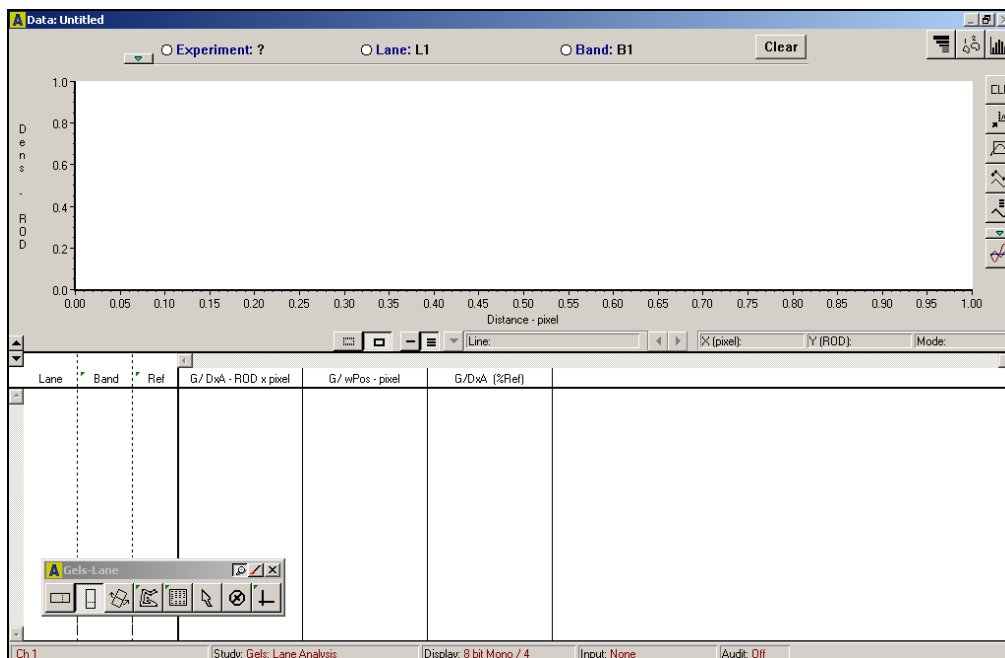 A Data: Untitled
Experiment: ? Lane: L1 Band: B1 Clear
Dens - ROD
1.0
0.8
0.6
0.4
0.2
0.0
0.00 0.05 0.10 0.15 0.20 0.25 0.30 0.35 0.40 0.45 0.50 0.55 0.60 0.65 0.70 0.75 0.80 0.85 0.90 0.95 1.00
Distance - pixel
Line: X (pixel): Y (ROD): Mode:
Lane Band Ref G/ DxA - ROD x pixel G/ wPos - pixel G/DxA (%Ref)
A Gels-Lane
Ch 1 Study: Gels: Lane Analysis Display: 8 bit Mono / 4 Input: None Audit: Off